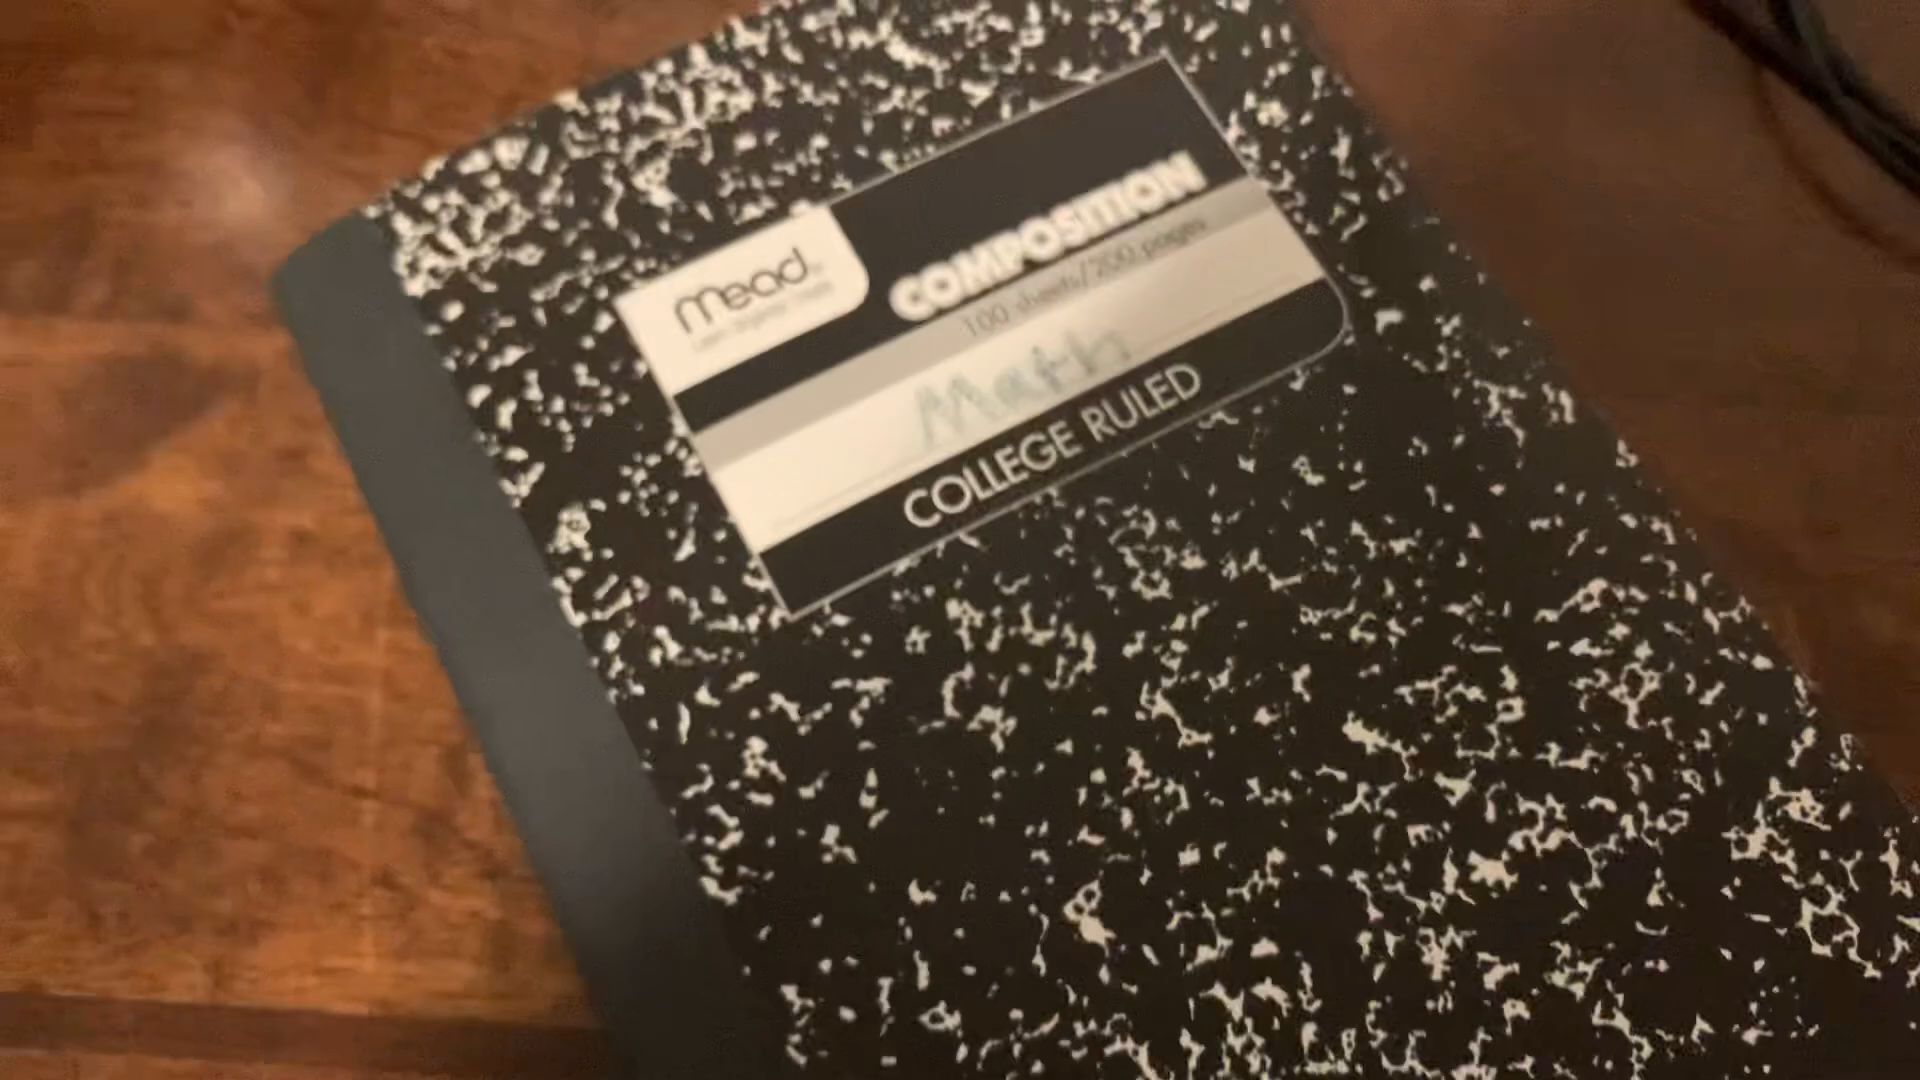 mead
COMPOSITION
100 sheets/200 pages
Math
COLLEGE RULED